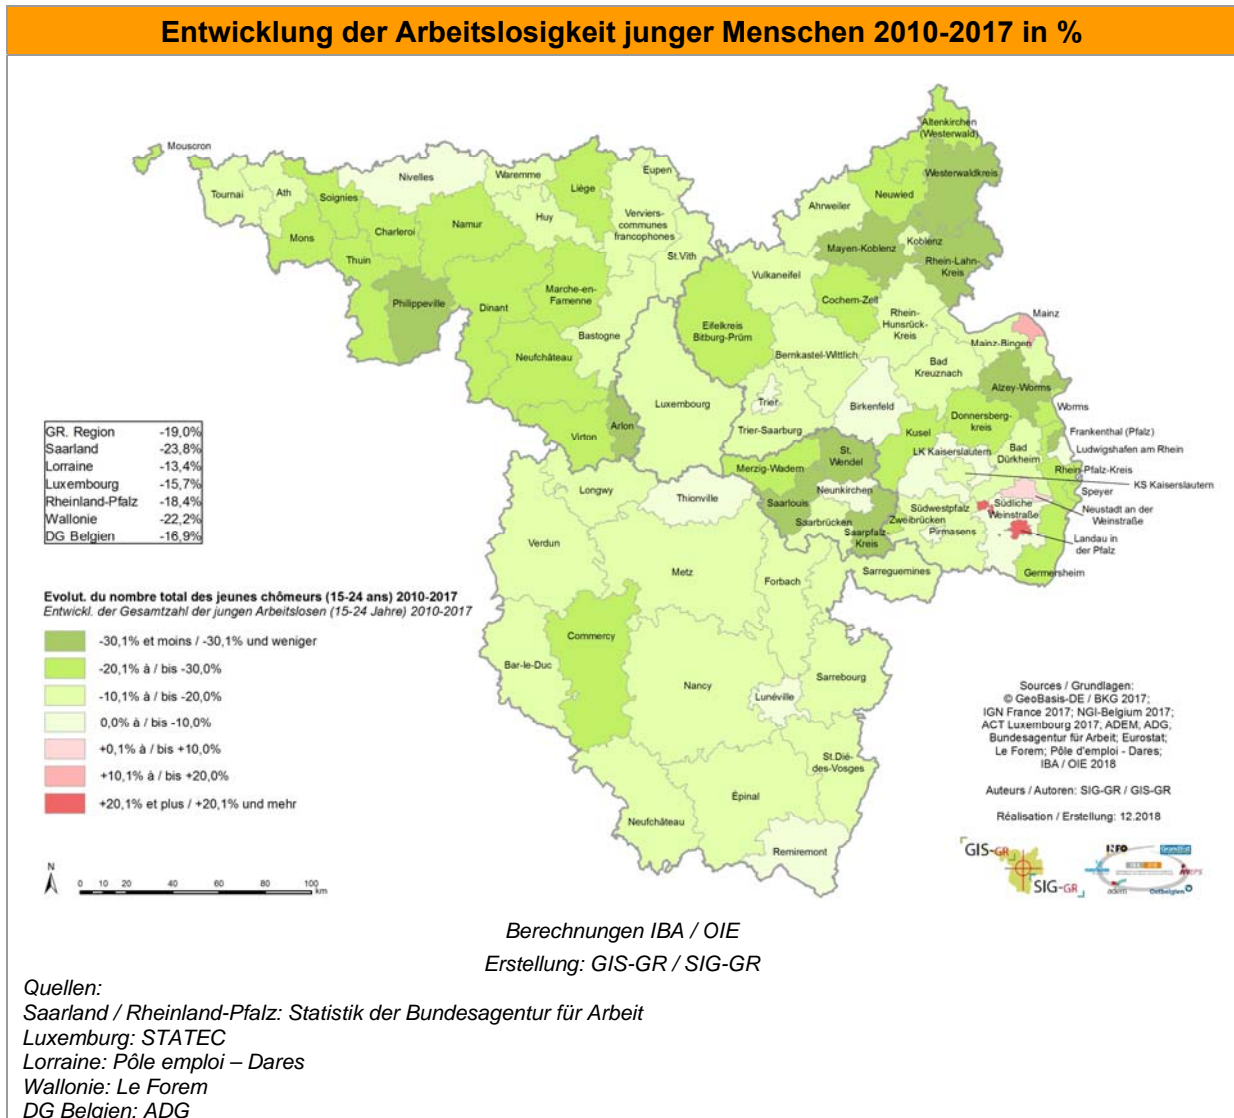 Entwicklung der Arbeitslosigkeit junger Menschen 2010-2017 in %
Mouscron
Tournai
Ath
Soignies
Nivelles
Waremme
Liège
Eupen
Huy
Verviers-
communes
francophones
Mons
Charleroi
Namur
Thuin
St.Vith
Philippeville
Dinant
Marche-en-
Famenne
Bastogne
Neufchâteau
Virton
Arlon
Luxembourg
Altenkirchen
(Westerwald)
Westerwaldkreis
Neuwied
Ahrweiler
Mayen-Koblenz
Koblenz
Rhein-Lahn-
Kreis
Vulkaneifel
Cochem-Zell
Eifelkreis
Bitburg-Prüm
Rhein-
Hunsrück-
Kreis
Mainz
Mainz-Bingen
Bernkastel-Wittlich
Bad
Kreuznach
Alzey-Worms
Trier
Birkenfeld
Trier-Saarburg
Donnersberg-
kreis
Worms
Kusel
Frankenthal (Pfalz)
Ludwigshafen am Rhein
LK Kaiserslautern
Bad
Dürkheim
Rhein-Pfalz-Kreis
KS Kaiserslautern
Speyer
Neustadt an der
Weinstraße
Merzig-Wadern
St.
Wendel
Neunkirchen
Saarlouis
Saarbrücken
Saarpfalz-
Kreis
Südwestpfalz
Zweibrücken
Pirmasens
Südliche
Weinstraße
Landau in
der Pfalz
Germersheim
Longwy
Thionville
Verdun
Metz
Forbach
Sarreguemines
Commercy
Bar-le-Duc
Nancy
Lunéville
Sarrebourg
St.Dié-
des-Vosges
Épinal
Neufchâteau
Remiremont
GR. Region -19,0%
Saarland -23,8%
Lorraine -13,4%
Luxembourg -15,7%
Rheinland-Pfalz -18,4%
Wallonie -22,2%
DG Belgien -16,9%
Evolut. du nombre total des jeunes chômeurs (15-24 ans) 2010-2017
Entwickl. der Gesamtzahl der jungen Arbeitslosen (15-24 Jahre) 2010-2017
-30,1% et moins / -30,1% und weniger
-20,1% à / bis -30,0%
-10,1% à / bis -20,0%
0,0% à / bis -10,0%
+0,1% à / bis +10,0%
+10,1% à / bis +20,0%
+20,1% et plus / +20,1% und mehr
N
0 10 20 40 60 80 100
km
Sources / Grundlagen:
© GeoBasis-DE / BKG 2017;
IGN France 2017; NGI-Belgium 2017;
ACT Luxembourg 2017, ADEM, ADG,
Bundesagentur für Arbeit; Eurostat;
Le Forem; Pôle d'emploi - Dares;
IBA / OIE 2018
Auteurs / Autoren: SIG-GR / GIS-GR
Réalisation / Erstellung: 12.2018
GIS-GR
SIG-GR
INFO
IBA OIE
adem
Ostbelgien
Berechnungen IBA / OIE
Erstellung: GIS-GR / SIG-GR
Quellen:
Saarland / Rheinland-Pfalz: Statistik der Bundesagentur für Arbeit
Luxemburg: STATEC
Lorraine: Pôle emploi – Dares
Wallonie: Le Forem
DG Belgien: ADG